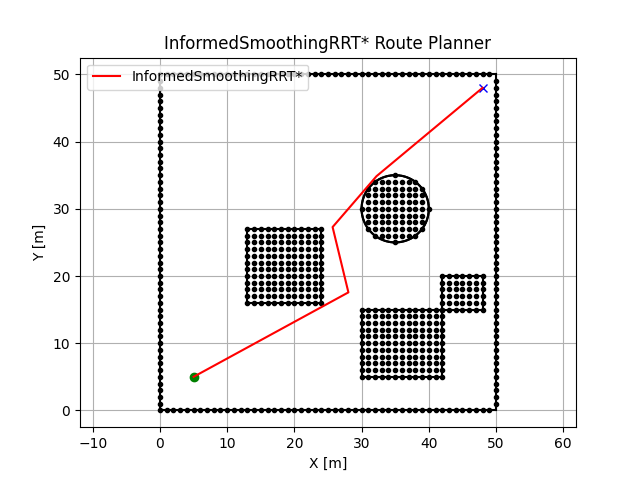 InformedSmoothingRRT* Route Planner
InformedSmoothingRRT*
Y [m]
50
40
30
20
10
0
−10 0 10 20 30 40 50 60
X [m]